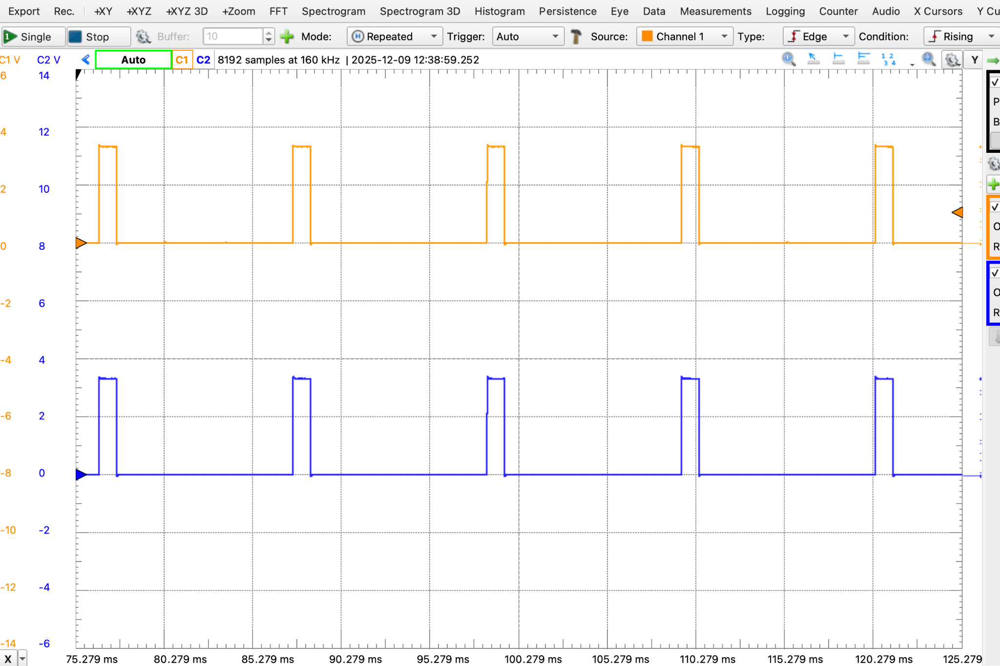 Export Rec. +XY +XYZ +XYZ 3D +Zoom FFT Spectrogram Spectrogram 3D Histogram Persistence Eye Data Measurements Logging Counter Audio X Cursors Y Cu
1 Single Stop Buffer: 10 Mode: Repeated Trigger: Auto Source: Channel 1 Type: Edge Condition: Rising
C1 V C2 V Auto C1 C2 8192 samples at 160 kHz | 2025-12-09 12:38:59.252 1 2 3 4 Y
6 14
P
B
4 12
2 10
O
R
0 8
O
-2 6
R
-4 4
-6 2
-8 0
-10 -2
-12 -4
-14 -6
X 75.279 ms 80.279 ms 85.279 ms 90.279 ms 95.279 ms 100.279 ms 105.279 ms 110.279 ms 115.279 ms 120.279 ms 125.279